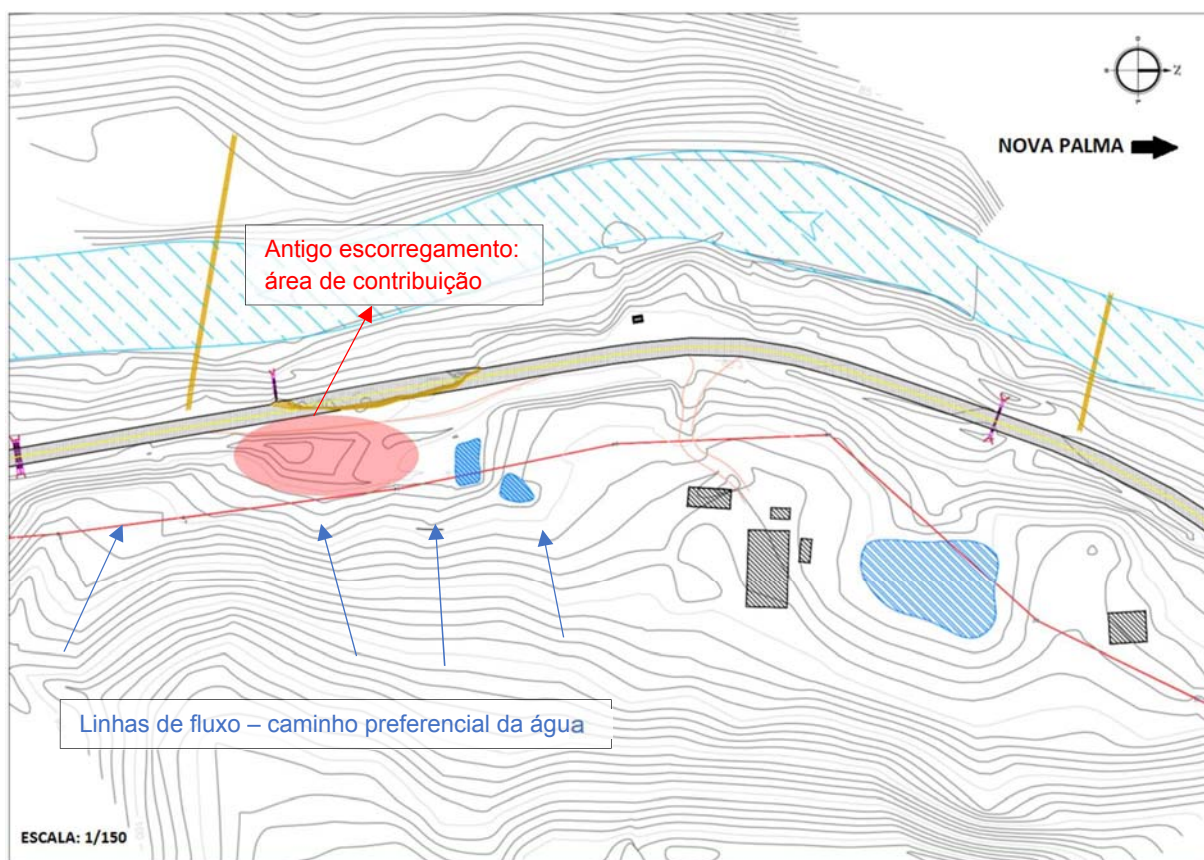 NOVA PALMA
Antigo escorregamento:
área de contribuição
Linhas de fluxo – caminho preferencial da água
ESCALA: 1/150